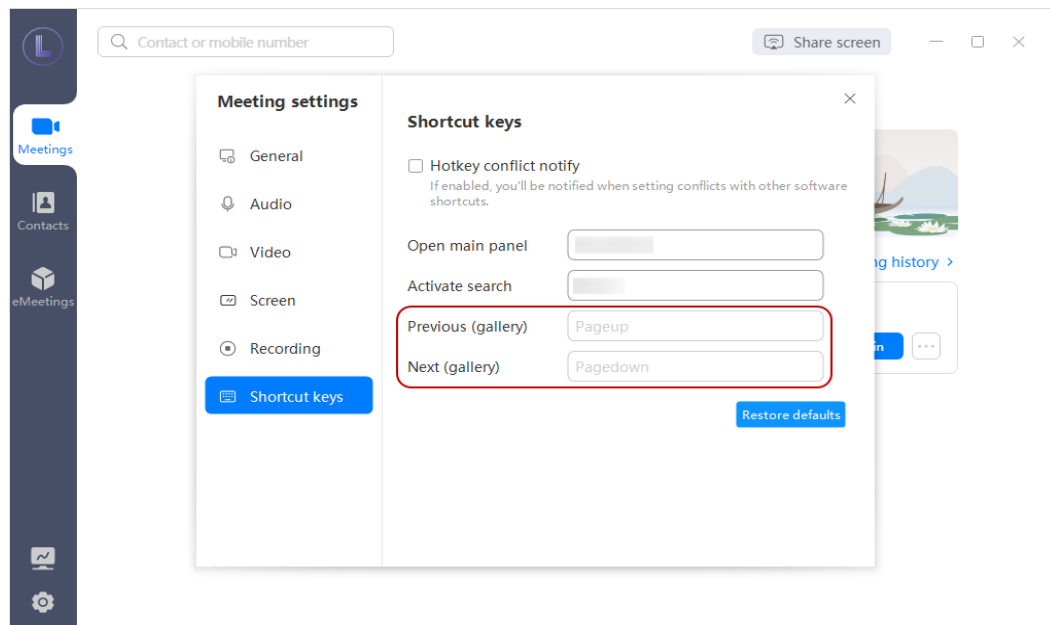 L
Contact or mobile number
Share screen
Meetings
Contacts
eMeetings
Meeting settings
General
Audio
Video
Screen
Recording
Shortcut keys
Shortcut keys
Hotkey conflict notify
If enabled, you'll be notified when setting conflicts with other software
shortcuts.
Open main panel
Activate search
Previous (gallery)
Pageup
Next (gallery)
Pagedown
Restore defaults
history